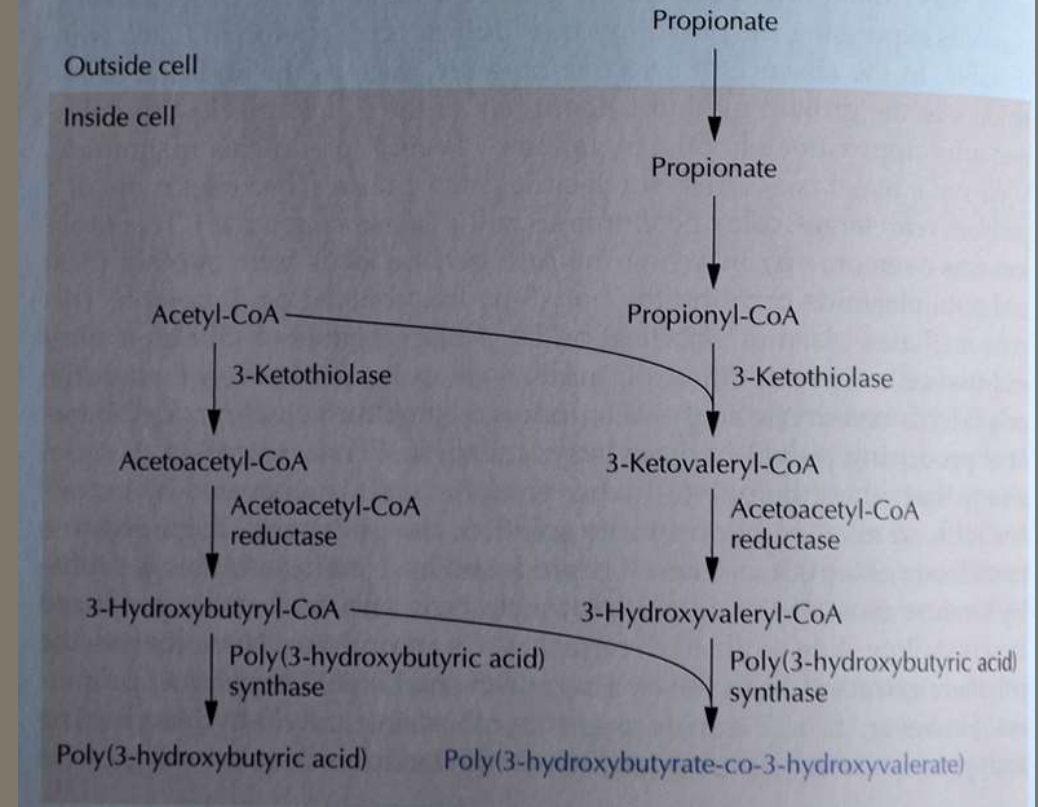 Propionate
Outside cell
Inside cell
Propionate
Acetyl-CoA
Propionyl-CoA
3-Ketothiolase
3-Ketothiolase
Acetoacetyl-CoA
3-Ketovaleryl-CoA
Acetoacetyl-CoA
reductase
Acetoacetyl-CoA
reductase
3-Hydroxybutyryl-CoA
3-Hydroxyvaleryl-CoA
Poly(3-hydroxybutyric acid)
synthase
Poly(3-hydroxybutyric acid)
synthase
Poly(3-hydroxybutyric acid)
Poly(3-hydroxybutyrate-co-3-hydroxyvalerate)